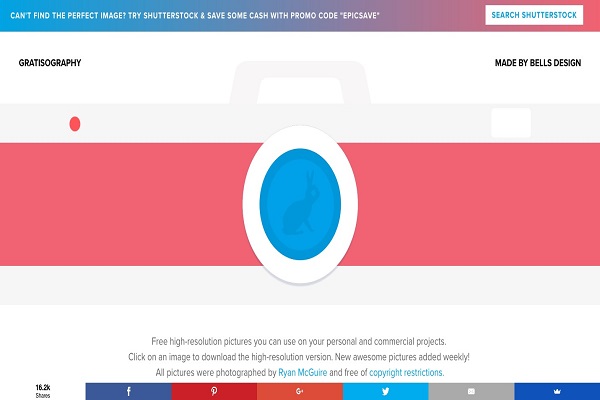 CAN'T FIND THE PERFECT IMAGE? TRY SHUTTERSTOCK & SAVE SOME CASH WITH PROMO CODE "EPICSAVE"
SEARCH SHUTTERSTOCK
GRATISOGRAPHY
MADE BY BELLS DESIGN
Free high-resolution pictures you can use on your personal and commercial projects.
Click on an image to download the high-resolution version. New awesome pictures added weekly!
All pictures were photographed by Ryan McGuire and free of copyright restrictions.
16.2k
Shares